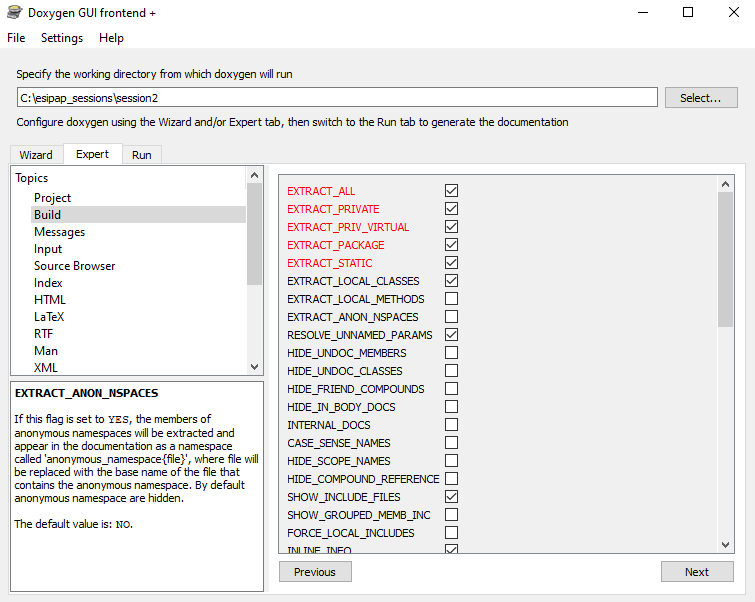 Doxygen GUI frontend +
File Settings Help
Specify the working directory from which doxygen will run
C:\esipap_sessions\session2
Select...
Configure doxygen using the Wizard and/or Expert tab, then switch to the Run tab to generate the documentation
Wizard Expert Run
Topics
Project
Build
Messages
Input
Source Browser
Index
HTML
LaTeX
RTF
Man
XML
EXTRACT_ANON_NSPACES
If this flag is set to YES, the members of
anonymous namespaces will be extracted and
appear in the documentation as a namespace
called 'anonymous_namespace{file}', where file will
be replaced with the base name of the file that
contains the anonymous namespace. By default
anonymous namespace are hidden.
The default value is: NO.
EXTRACT_ALL
EXTRACT_PRIVATE
EXTRACT_PRIV_VIRTUAL
EXTRACT_PACKAGE
EXTRACT_STATIC
EXTRACT_LOCAL_CLASSES
EXTRACT_LOCAL_METHODS
EXTRACT_ANON_NSPACES
RESOLVE_UNNAMED_PARAMS
HIDE_UNDOC_MEMBERS
HIDE_UNDOC_CLASSES
HIDE_FRIEND_COMPOUNDS
HIDE_IN_BODY_DOCS
INTERNAL_DOCS
CASE_SENSE_NAMES
HIDE_SCOPE_NAMES
HIDE_COMPOUND_REFERENCE
SHOW_INCLUDE_FILES
SHOW_GROUPED_MEMB_INC
FORCE_LOCAL_INCLUDES
INLINE_INFO
Previous
Next